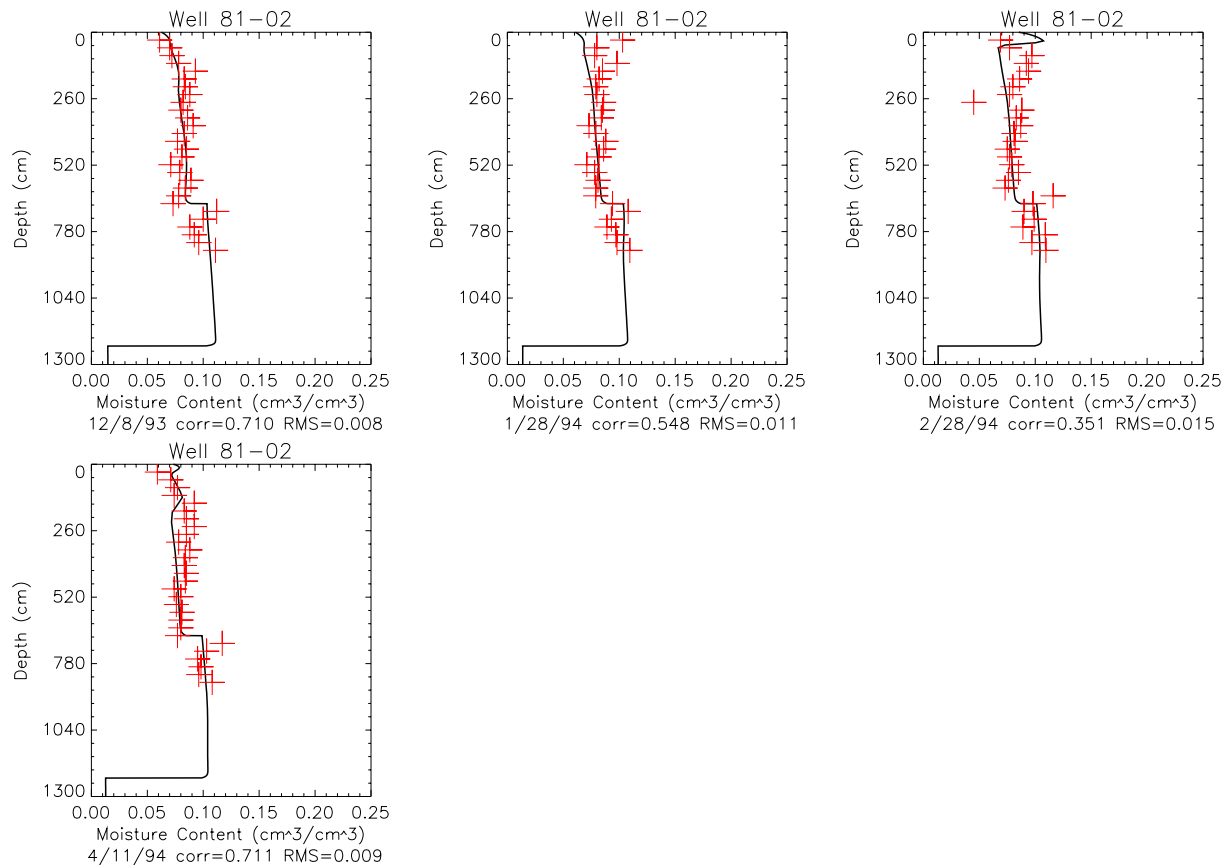 Well 81-02
0
260
520
780
1040
1300
Depth (cm)
0.00 0.05 0.10 0.15 0.20 0.25
Moisture Content (cm^3/cm^3)
12/8/93 corr=0.710 RMS=0.008
Well 81-02
0
260
520
780
1040
1300
Depth (cm)
0.00 0.05 0.10 0.15 0.20 0.25
Moisture Content (cm^3/cm^3)
1/28/94 corr=0.548 RMS=0.011
Well 81-02
0
260
520
780
1040
1300
Depth (cm)
0.00 0.05 0.10 0.15 0.20 0.25
Moisture Content (cm^3/cm^3)
2/28/94 corr=0.351 RMS=0.015
Well 81-02
0
260
520
780
1040
1300
Depth (cm)
0.00 0.05 0.10 0.15 0.20 0.25
Moisture Content (cm^3/cm^3)
4/11/94 corr=0.711 RMS=0.009